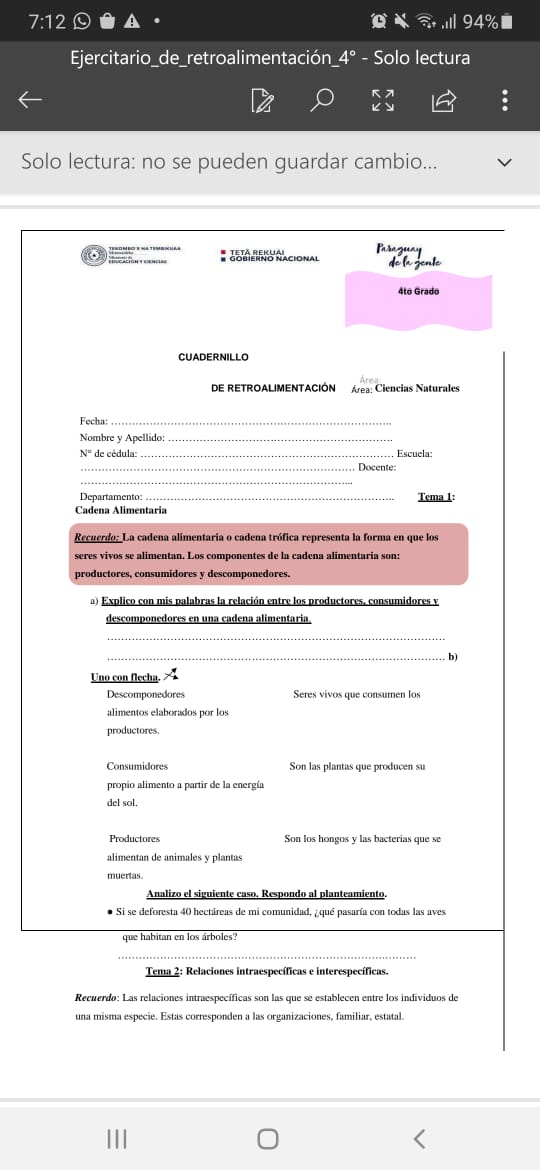 7:12
94%
Ejercitario_de_retroalimentación_4° - Solo lectura
Solo lectura: no se pueden guardar cambio...
TETÃ REKUÁI
GOBIERNO NACIONAL
Paraguay
de la gente
4to Grado
CUADERNILLO
Área:
DE RETROALIMENTACIÓN Área: Ciencias Naturales
Fecha: ........................................................
Nombre y Apellido: ........................................................
N° de cédula: ........................................................ Escuela:
........................................................ Docente:
........................................................
Departamento: ........................................................ Tema 1:
Cadena Alimentaria
Recuerdo: La cadena alimentaria o cadena trófica representa la forma en que los
seres vivos se alimentan. Los componentes de la cadena alimentaria son:
productores, consumidores y descomponedores.
a) Explico con mis palabras la relación entre los productores, consumidores y
descomponedores en una cadena alimentaria.
........................................................
........................................................ b)
Uno con flecha.
Descomponedores Seres vivos que consumen los
alimentos elaborados por los
productores.
Consumidores Son las plantas que producen su
propio alimento a partir de la energía
del sol.
Productores Son los hongos y las bacterias que se
alimentan de animales y plantas
muertas.
Analizo el siguiente caso. Respondo al planteamiento.
● Si se deforesta 40 hectáreas de mi comunidad, ¿qué pasaría con todas las aves
que habitan en los árboles?
........................................................
Tema 2: Relaciones intraespecíficas e interespecíficas.
Recuerdo: Las relaciones intraespecíficas son las que se establecen entre los individuos de
una misma especie. Estas corresponden a las organizaciones, familiar, estatal.